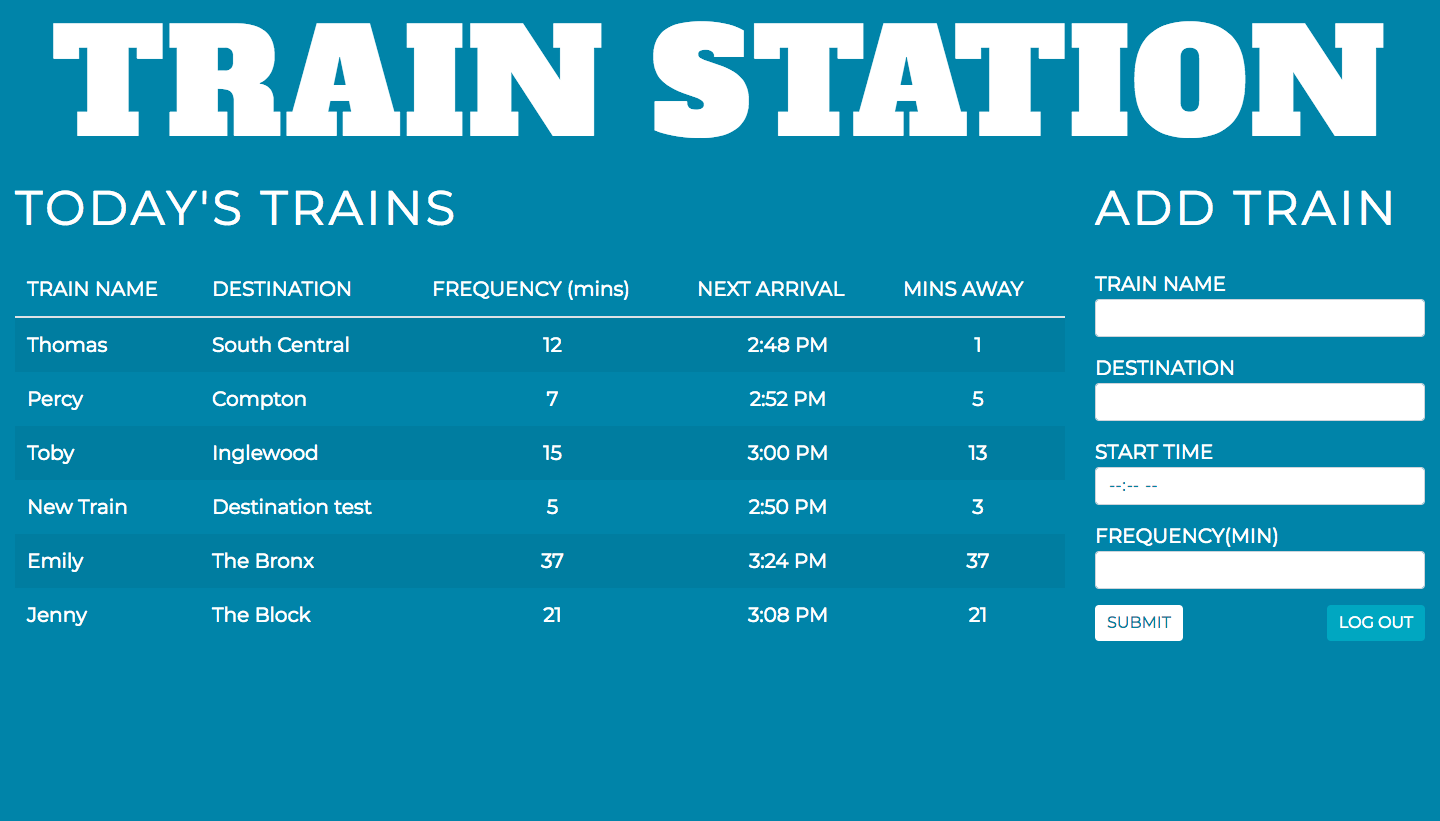 TRAIN STATION
TODAY'S TRAINS
TRAIN NAME DESTINATION FREQUENCY (mins) NEXT ARRIVAL MINS AWAY
Thomas South Central 12 2:48 PM 1
Percy Compton 7 2:52 PM 5
Toby Inglewood 15 3:00 PM 13
New Train Destination test 5 2:50 PM 3
Emily The Bronx 37 3:24 PM 37
Jenny The Block 21 3:08 PM 21
ADD TRAIN
TRAIN NAME
DESTINATION
START TIME
--:-- --
FREQUENCY(MIN)
SUBMIT LOG OUT